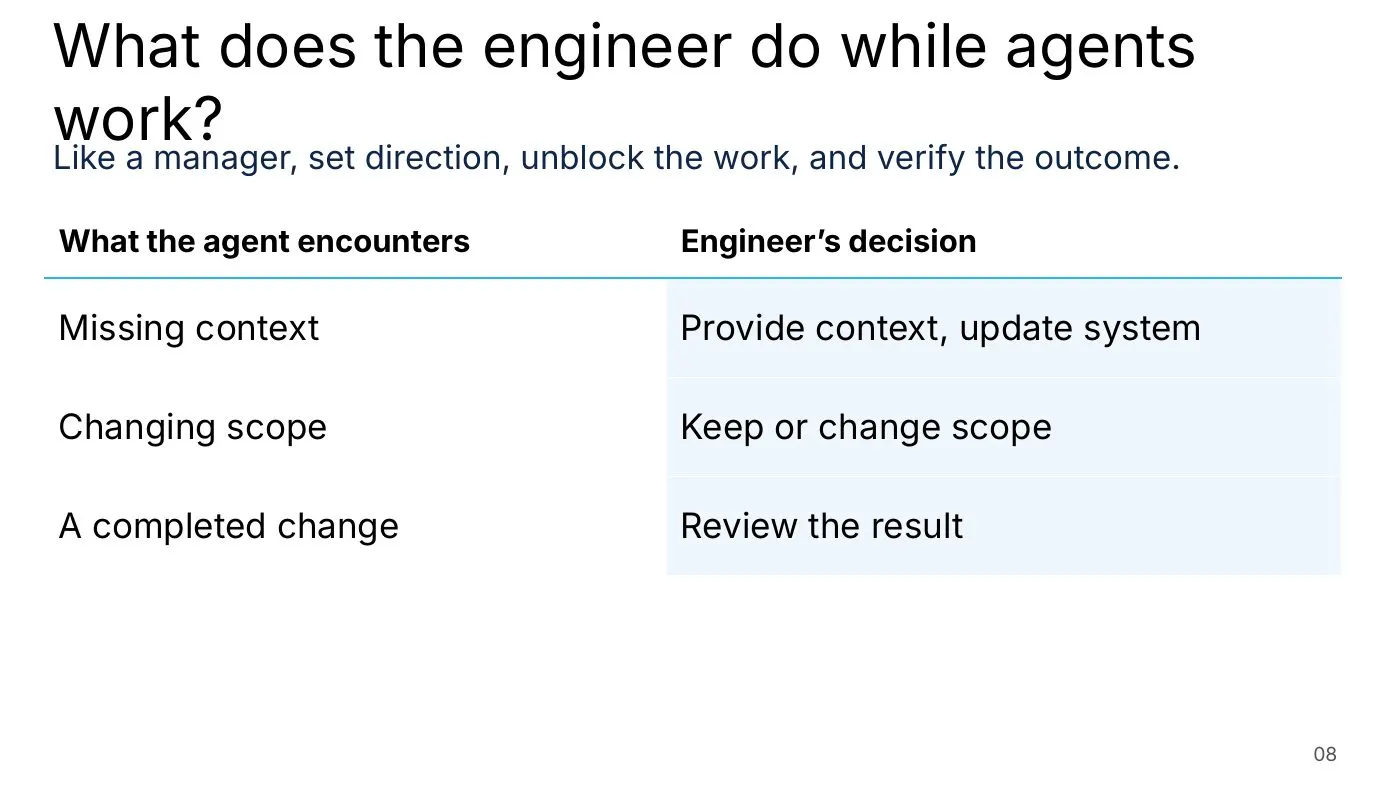 What does the engineer do while agents
work?
Like a manager, set direction, unblock the work, and verify the outcome.
What the agent encounters
Engineer’s decision
Missing context
Provide context, update system
Changing scope
Keep or change scope
A completed change
Review the result
08